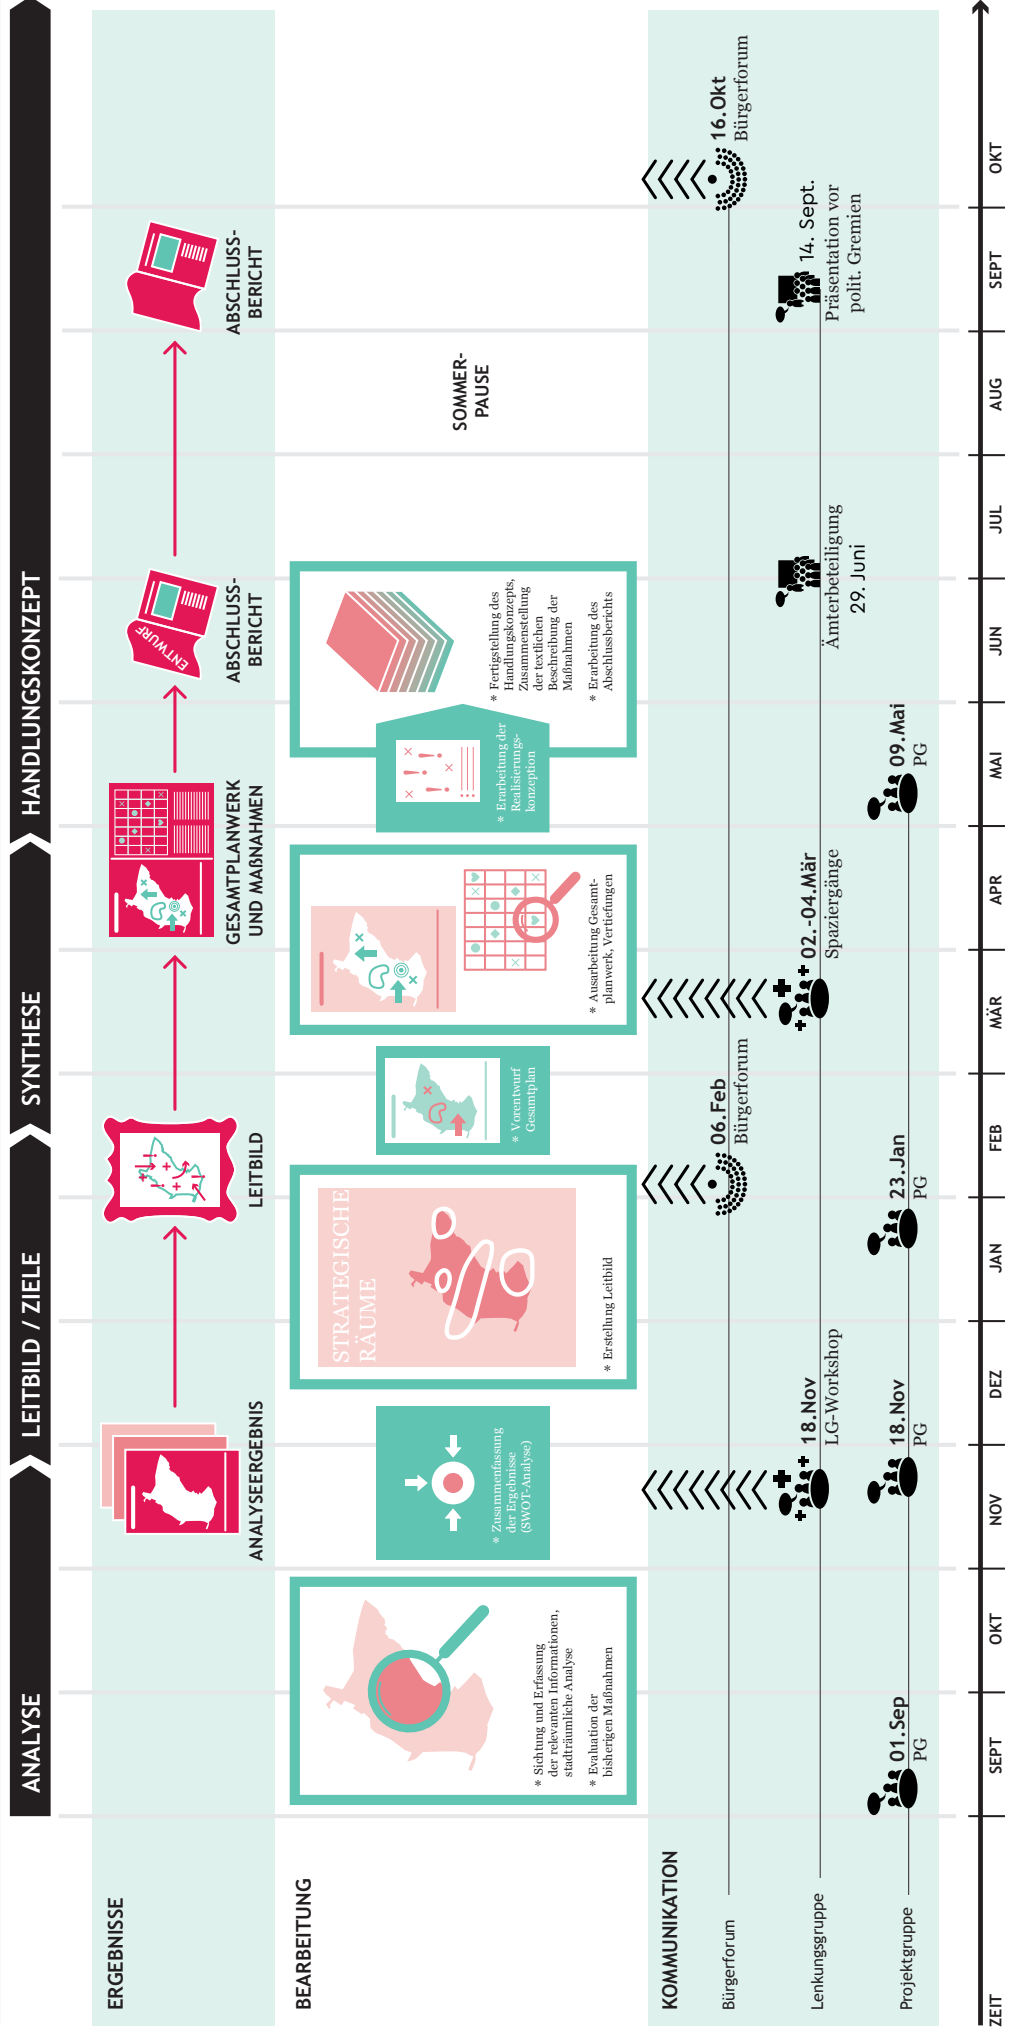 ANALYSE
LEITBILD / ZIELE
SYNTHESE
HANDLUNGSKONZEPT
ERGEBNISSE
ANALYSEERGEBNIS
LEITBILD
GESAMTPLANWERK
UND MAßNAHMEN
ENTWURF
ABSCHLUSS-
BERICHT
ABSCHLUSS-
BERICHT
BEARBEITUNG
* Sichtung und Erfassung
der relevanten Informationen,
stadträumliche Analyse
* Evaluation der
bisherigen Maßnahmen
* Zusammenfassung
der Ergebnisse
(SWOT-Analyse)
STRATEGISCHE
RÄUME
* Erstellung Leitbild
* Vorentwurf
Gesamtplan
* Ausarbeitung Gesamt-
planwerk, Vertiefungen
* Erarbeitung der
Realisierungs-
konzeption
* Fertigstellung des
Handlungskonzepts,
Zusammenstellung
der textlichen
Beschreibung der
Maßnahmen
* Erarbeitung des
Abschlussberichts
SOMMER-
PAUSE
KOMMUNIKATION
Bürgerforum
06.Feb
Bürgerforum
16.Okt
Bürgerforum
Lenkungsgruppe
18.Nov
LG-Workshop
02.-04.Mär
Spaziergänge
Ämterbeteiligung
29. Juni
14. Sept.
Präsentation vor
polit. Gremien
Projektgruppe
01.Sep
PG
18.Nov
PG
23.Jan
PG
09.Mai
PG
ZEIT
SEPT
OKT
NOV
DEZ
JAN
FEB
MÄR
APR
MAI
JUN
JUL
AUG
SEPT
OKT